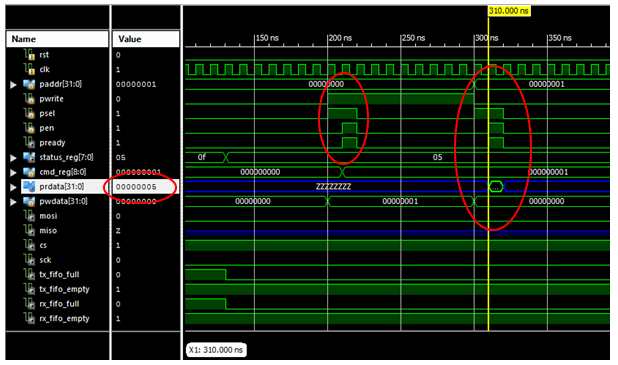 310.000 ns
Name Value
150 ns 200 ns 250 ns 300 ns 350 ns
rst 0
clk 1
paddr[31:0] 00000001 00000000 00000001
pwrite 0
psel 1
pen 1
pready 1
status_reg[7:0] 05 0f 05
cmd_reg[8:0] 000000001 000000000 000000001
prdata[31:0] 00000005 ZZZZZZZZ ...
pwdata[31:0] 00000000 00000000 00000001 00000000
mosi 0
miso Z
cs 1
sck 0
tx_fifo_full 0
tx_fifo_empty 1
rx_fifo_full 0
rx_fifo_empty 1
X1: 310.000 ns